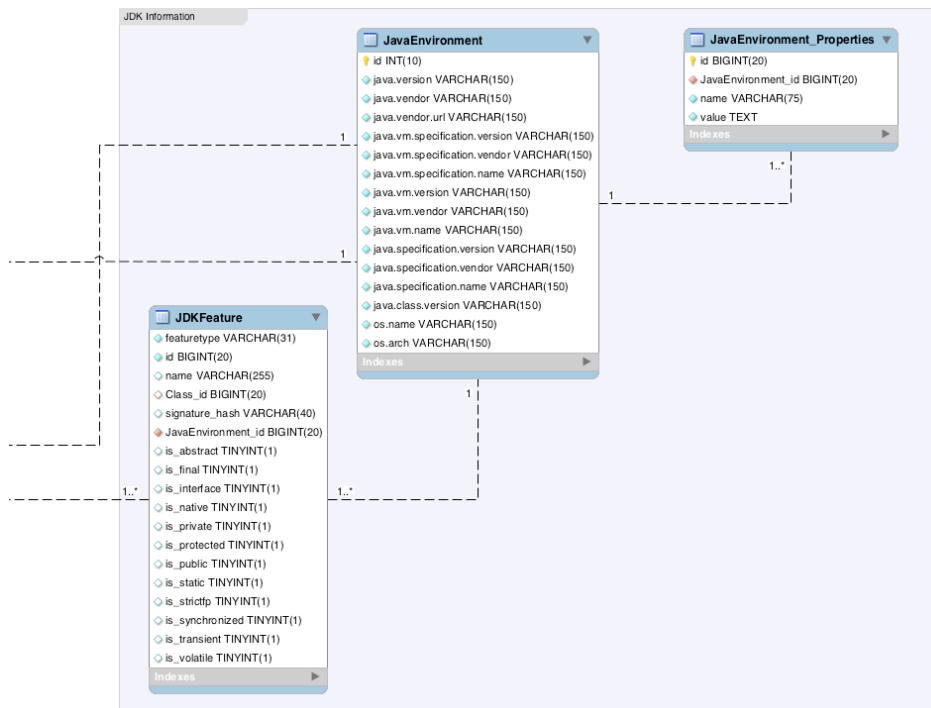 JDK Information
JavaEnvironment
id INT(10)
java.version VARCHAR(150)
java.vendor VARCHAR(150)
java.vendor.url VARCHAR(150)
java.vm.specification.version VARCHAR(150)
java.vm.specification.vendor VARCHAR(150)
java.vm.specification.name VARCHAR(150)
java.vm.version VARCHAR(150)
java.vm.vendor VARCHAR(150)
java.vm.name VARCHAR(150)
java.specification.version VARCHAR(150)
java.specification.vendor VARCHAR(150)
java.specification.name VARCHAR(150)
java.class.version VARCHAR(150)
os.name VARCHAR(150)
os.arch VARCHAR(150)
Indexes
JavaEnvironment_Properties
id BIGINT(20)
JavaEnvironment_id BIGINT(20)
name VARCHAR(75)
value TEXT
Indexes
1
1
1..*
1
1
JDKFeature
featuretype VARCHAR(31)
id BIGINT(20)
name VARCHAR(255)
Class_id BIGINT(20)
signature_hash VARCHAR(40)
JavaEnvironment_id BIGINT(20)
is_abstract TINYINT(1)
is_final TINYINT(1)
is_interface TINYINT(1)
is_native TINYINT(1)
is_private TINYINT(1)
is_protected TINYINT(1)
is_public TINYINT(1)
is_static TINYINT(1)
is_strictfp TINYINT(1)
is_synchronized TINYINT(1)
is_transient TINYINT(1)
is_volatile TINYINT(1)
Indexes
1..*
1..*